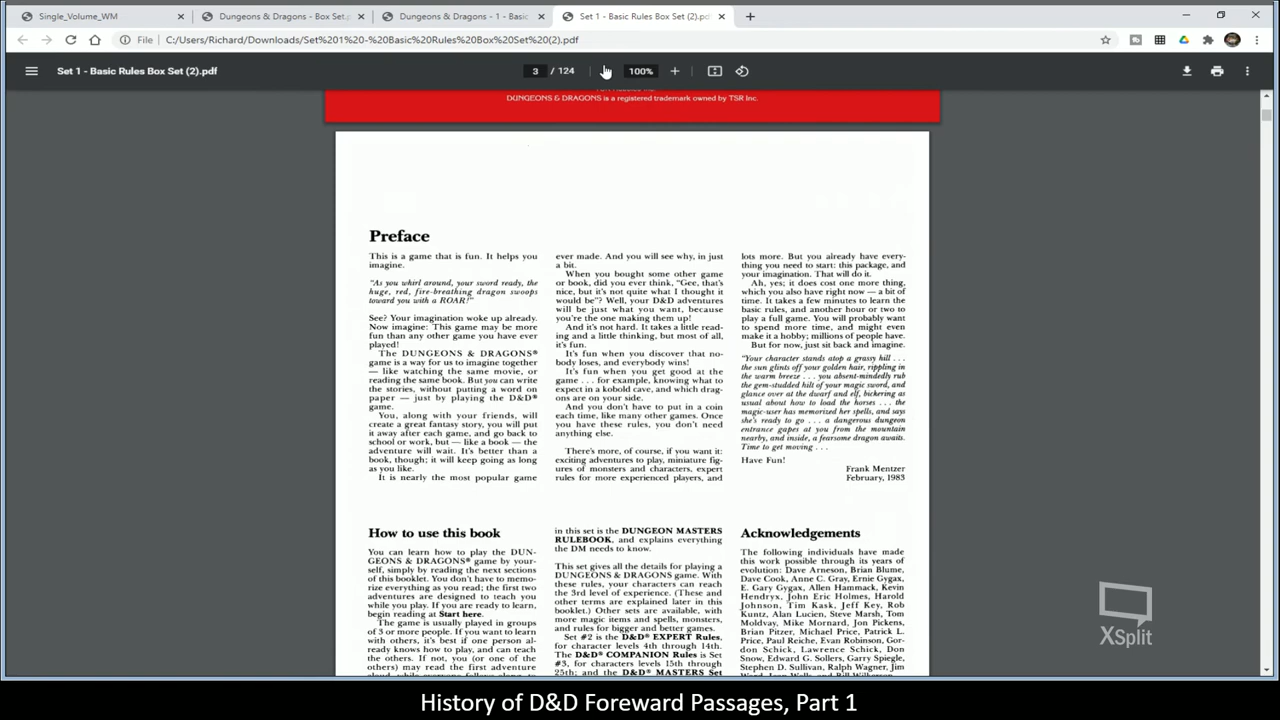 Single_Volume_WM
Dungeons & Dragons - Box Set.p
Dungeons & Dragons - 1 - Basic
Set 1 - Basic Rules Box Set (2).pd
File
C:/Users/Richard/Downloads/Set%201%20-%20Basic%20Rules%20Box%20Set%20(2).pdf
Set 1 - Basic Rules Box Set (2).pdf
3 / 124
100%
DUNGEONS & DRAGONS is a registered trademark owned by TSR Inc.
Preface
This is a game that is fun. It helps you
imagine.
"As you whirl around, your sword ready, the
huge, red, fire-breathing dragon swoops
toward you with a ROAR!"
See? Your imagination woke up already.
Now imagine: This game may be more
fun than any other game you have ever
played!
The DUNGEONS & DRAGONS®
game is a way for us to imagine together
— like watching the same movie, or
reading the same book. But you can write
the stories, without putting a word on
paper — just by playing the D&D®
game.
You, along with your friends, will
create a great fantasy story, you will put
it away after each game, and go back to
school or work, but — like a book — the
adventure will wait. It's better than a
book, though; it will keep going as long
as you like.
It is nearly the most popular game
ever made. And you will see why, in just
a bit.
When you bought some other game
or book, did you ever think, "Gee, that's
nice, but it's not quite what I thought it
would be"? Well, your D&D adventures
will be just what you want, because
you're the one making them up!
And it's not hard. It takes a little read-
ing and a little thinking, but most of all,
it's fun.
It's fun when you discover that no-
body loses, and everybody wins!
It's fun when you get good at the
game . . . for example, knowing what to
expect in a kobold cave, and which drag-
ons are on your side.
And you don't have to put in a coin
each time, like many other games. Once
you have these rules, you don't need
anything else.
There's more, of course, if you want it:
exciting adventures to play, miniature fig-
ures of monsters and characters, expert
rules for more experienced players, and
lots more. But you already have every-
thing you need to start: this package, and
your imagination. That will do it.
Ah, yes; it does cost one more thing,
which you also have right now — a bit of
time. It takes a few minutes to learn the
basic rules, and another hour or two to
play a full game. You will probably want
to spend more time, and might even
make it a hobby; millions of people have.
But for now, just sit back and imagine.
"Your character stands atop a grassy hill . . .
the sun glints off your golden hair, rippling in
the warm breeze . . . you absent-mindedly rub
the gem-studded hilt of your magic sword, and
glance over at the dwarf and elf, bickering as
usual about how to load the horses . . . the
magic-user has memorized her spells, and says
she's ready to go . . . a dangerous dungeon
entrance gapes at you from the mountain
nearby, and inside, a fearsome dragon awaits.
Time to get moving . . .
Have Fun!
Frank Mentzer
February, 1983
How to use this book
You can learn how to play the DUN-
GEONS & DRAGONS® game by your-
self, simply by reading the next sections
of this booklet. You don't have to memo-
rize everything as you read; the first two
adventures are designed to teach you
while you play. If you are ready to learn,
begin reading at Start here.
The game is usually played in groups
of 3 or more people. If you want to learn
with others, it's best if one person al-
ready knows how to play, and can teach
the others. If not, you (or one of the
others) may read the first adventure
in this set is the DUNGEON MASTERS
RULEBOOK, and explains everything
the DM needs to know.
This set gives all the details for playing a
DUNGEONS & DRAGONS game. With
these rules, your characters can reach
the 3rd level of experience. (These and
other terms are explained later in this
booklet.) Other sets are available, with
more magic items and spells, monsters,
and rules for bigger and better games.
Set #2 is the D&D® EXPERT Rules,
for character levels 4th through 14th.
The D&D® COMPANION Rules is Set
#3, for characters levels 15th through
25th; and the D&D® MASTERS Set
Acknowledgements
The following individuals have made
this work possible through its years of
evolution: Dave Arneson, Brian Blume,
Dave Cook, Anne C. Gray, Ernie Gygax,
E. Gary Gygax, Allen Hammack, Kevin
Hendryx, John Eric Holmes, Harold
Johnson, Tim Kask, Jeff Key, Rob
Kuntz, Alan Lucien, Steve Marsh, Tom
Moldvay, Mike Mornard, Jon Pickens,
Brian Pitzer, Michael Price, Patrick L.
Price, Paul Reiche, Evan Robinson, Gor-
don Schick, Lawrence Schick, Don
Snow, Edward G. Sollers, Garry Spiegle,
Stephen D. Sullivan, Ralph Wagner, Jim
XSplit
History of D&D Foreward Passages, Part 1